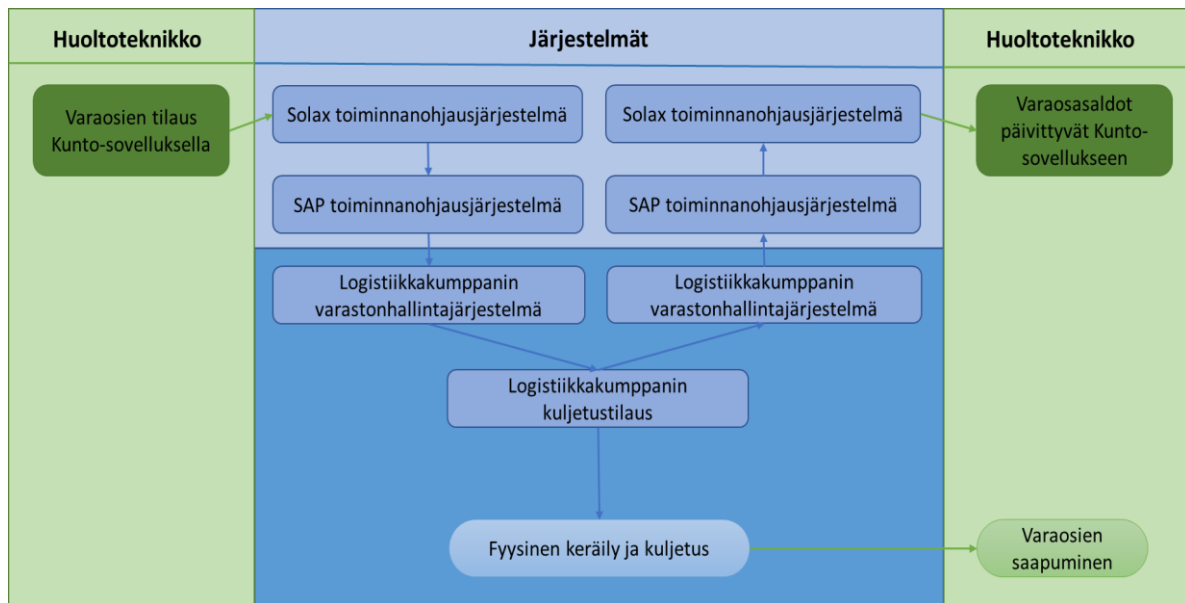 Huoltoteknikko
Järjestelmät
Huoltoteknikko
Varaosien tilaus
Kunto-sovelluksella
Solax toiminnanohjausjärjestelmä
Solax toiminnanohjausjärjestelmä
Varaosasaldot
päivittyvät Kunto-
sovellukseen
SAP toiminnanohjausjärjestelmä
SAP toiminnanohjausjärjestelmä
Logistiikkakumppanin
varastonhallintajärjestelmä
Logistiikkakumppanin
varastonhallintajärjestelmä
Logistiikkakumppanin
kuljetustilaus
Fyysinen keräily ja kuljetus
Varaosien
saapuminen